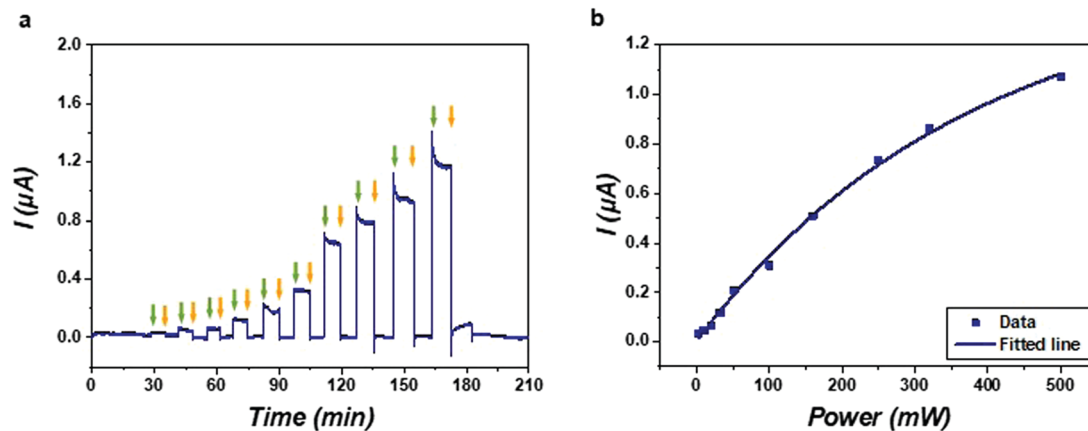 a
2.0
1.6
1.2
0.8
0.4
0.0
I (µA)
0 30 60 90 120 150 180 210
Time (min)
b
1.2
1.0
0.8
0.6
0.4
0.2
0.0
I (µA)
0 100 200 300 400 500
Power (mW)
Data
Fitted line